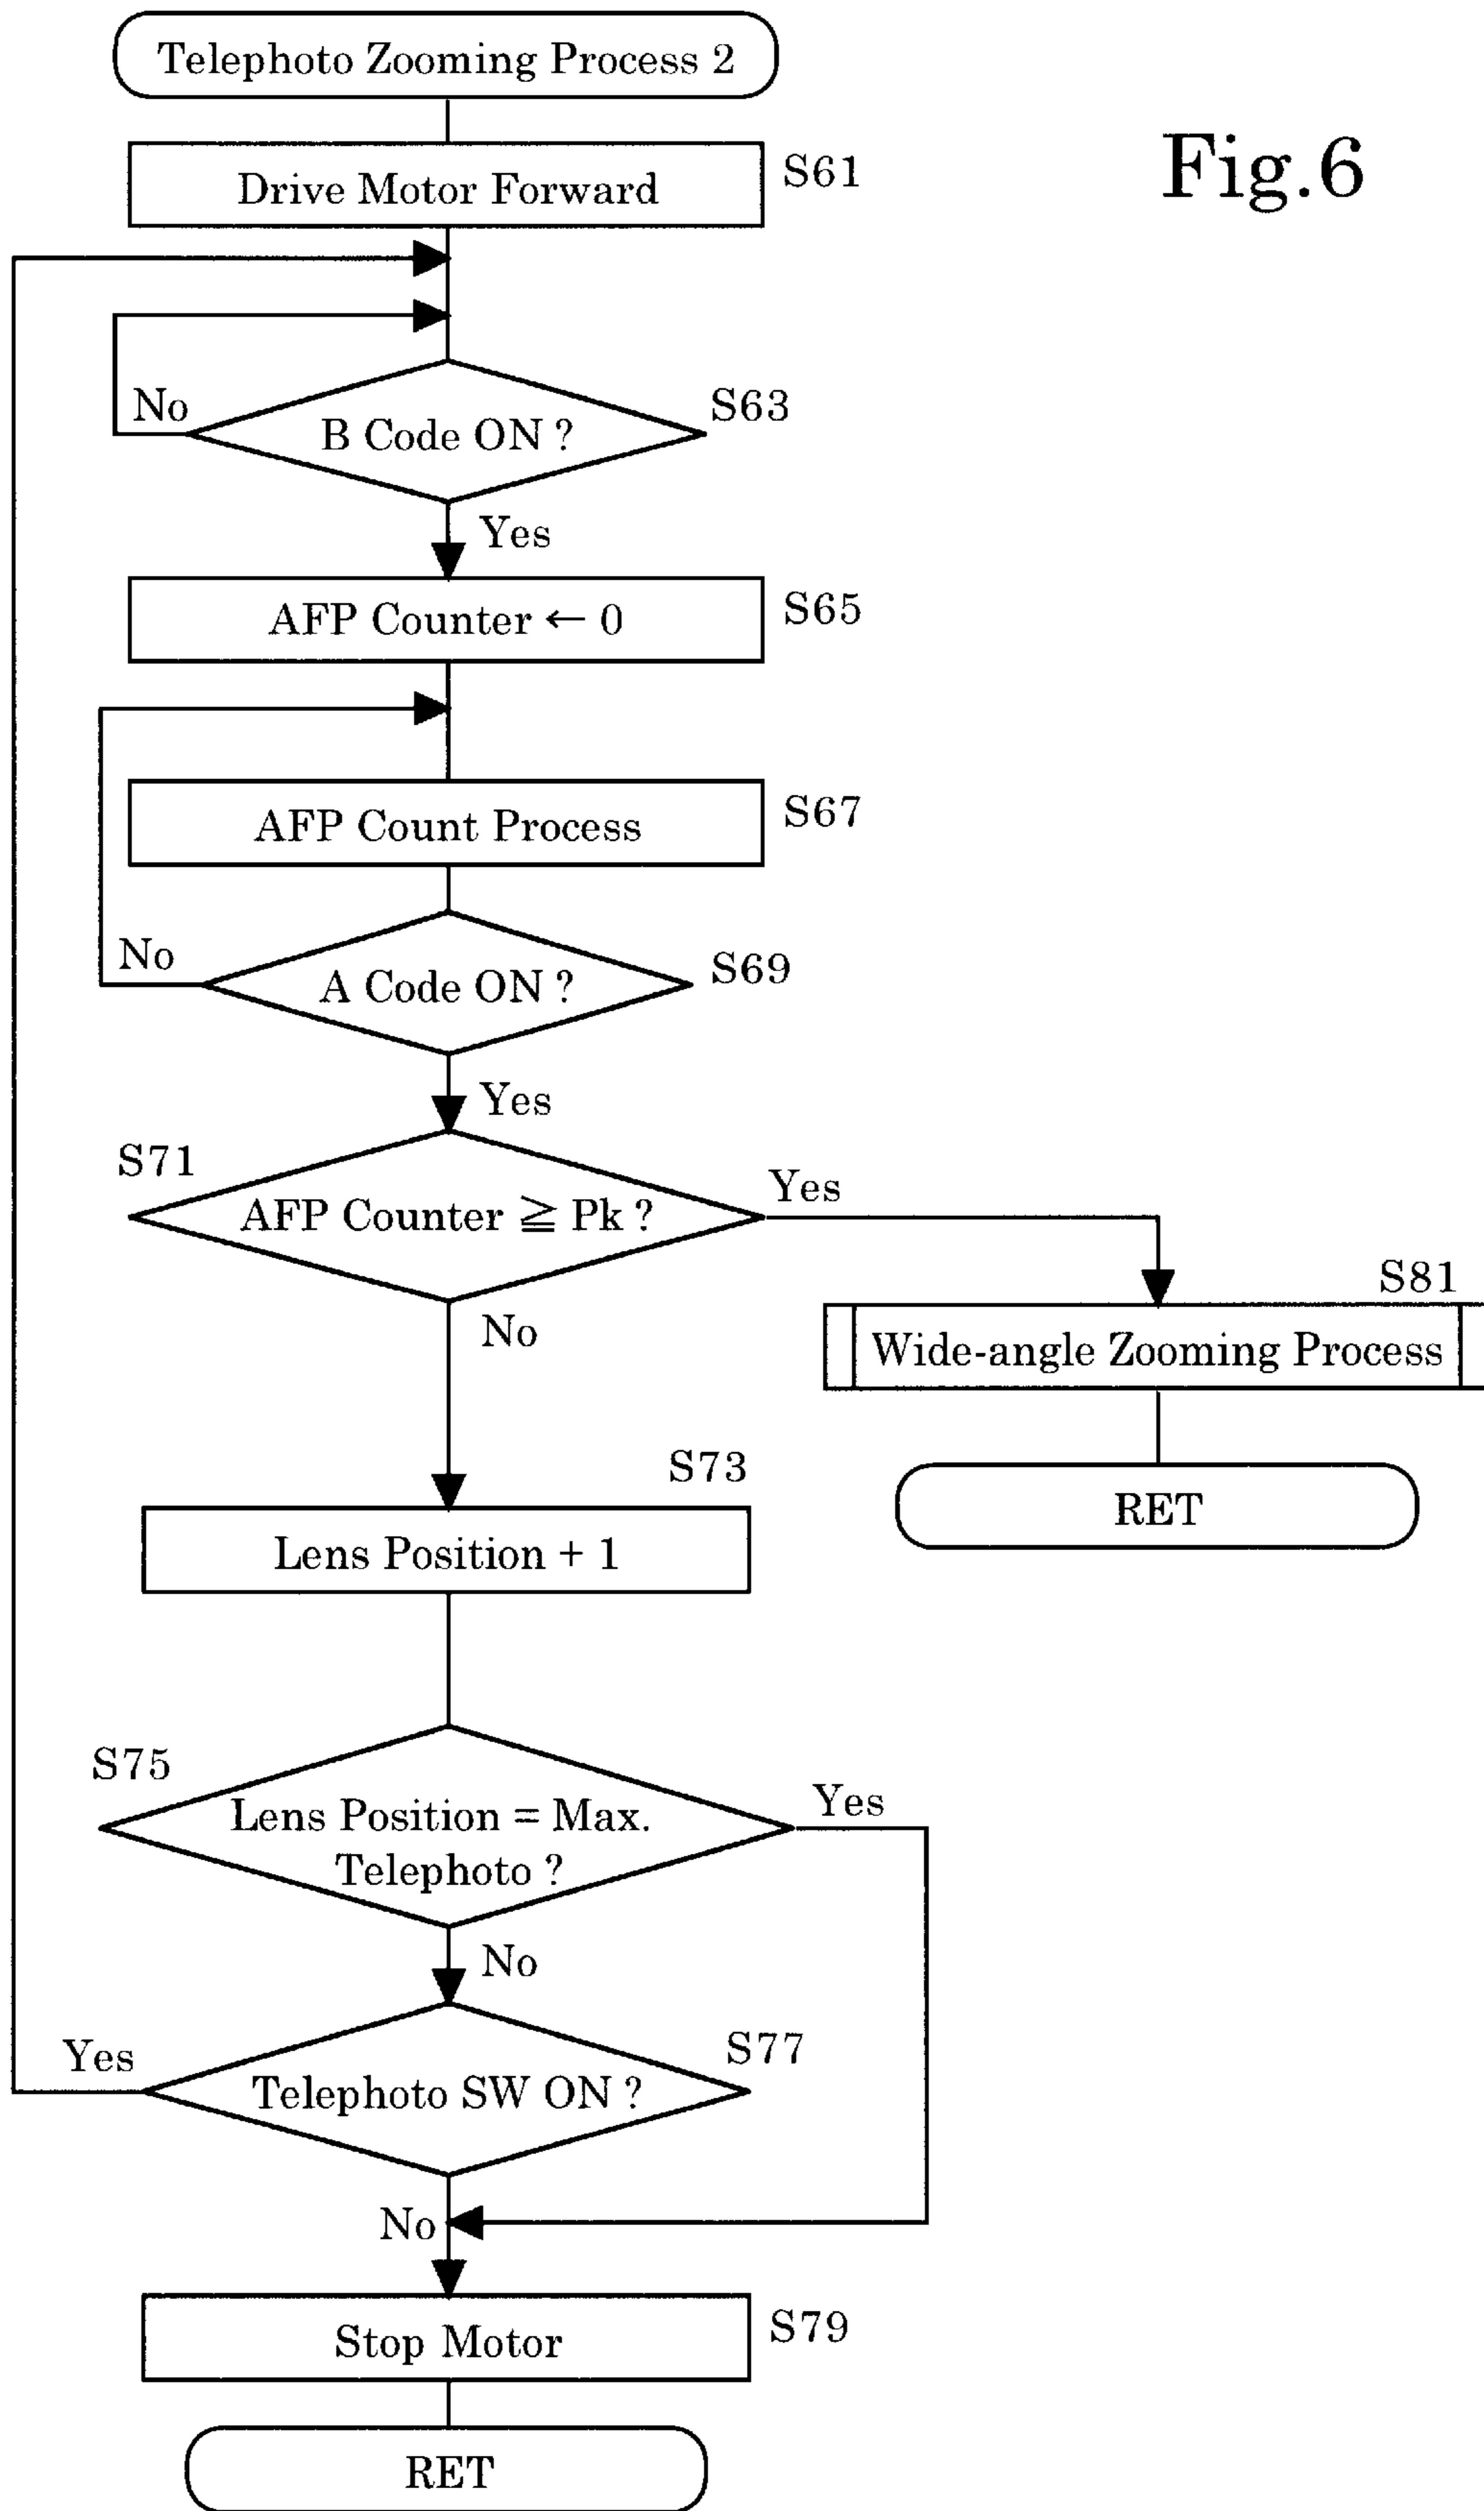 Telephoto Zooming Process 2
Fig.6
Drive Motor Forward
S61
No
B Code ON ?
S63
Yes
AFP Counter ← 0
S65
AFP Count Process
S67
No
A Code ON ?
S69
Yes
S71
AFP Counter ≧ Pk ?
Yes
No
S81
Wide-angle Zooming Process
RET
S73
Lens Position + 1
S75
Lens Position = Max.
Telephoto ?
Yes
No
Yes
Telephoto SW ON ?
S77
No
Stop Motor
S79
RET